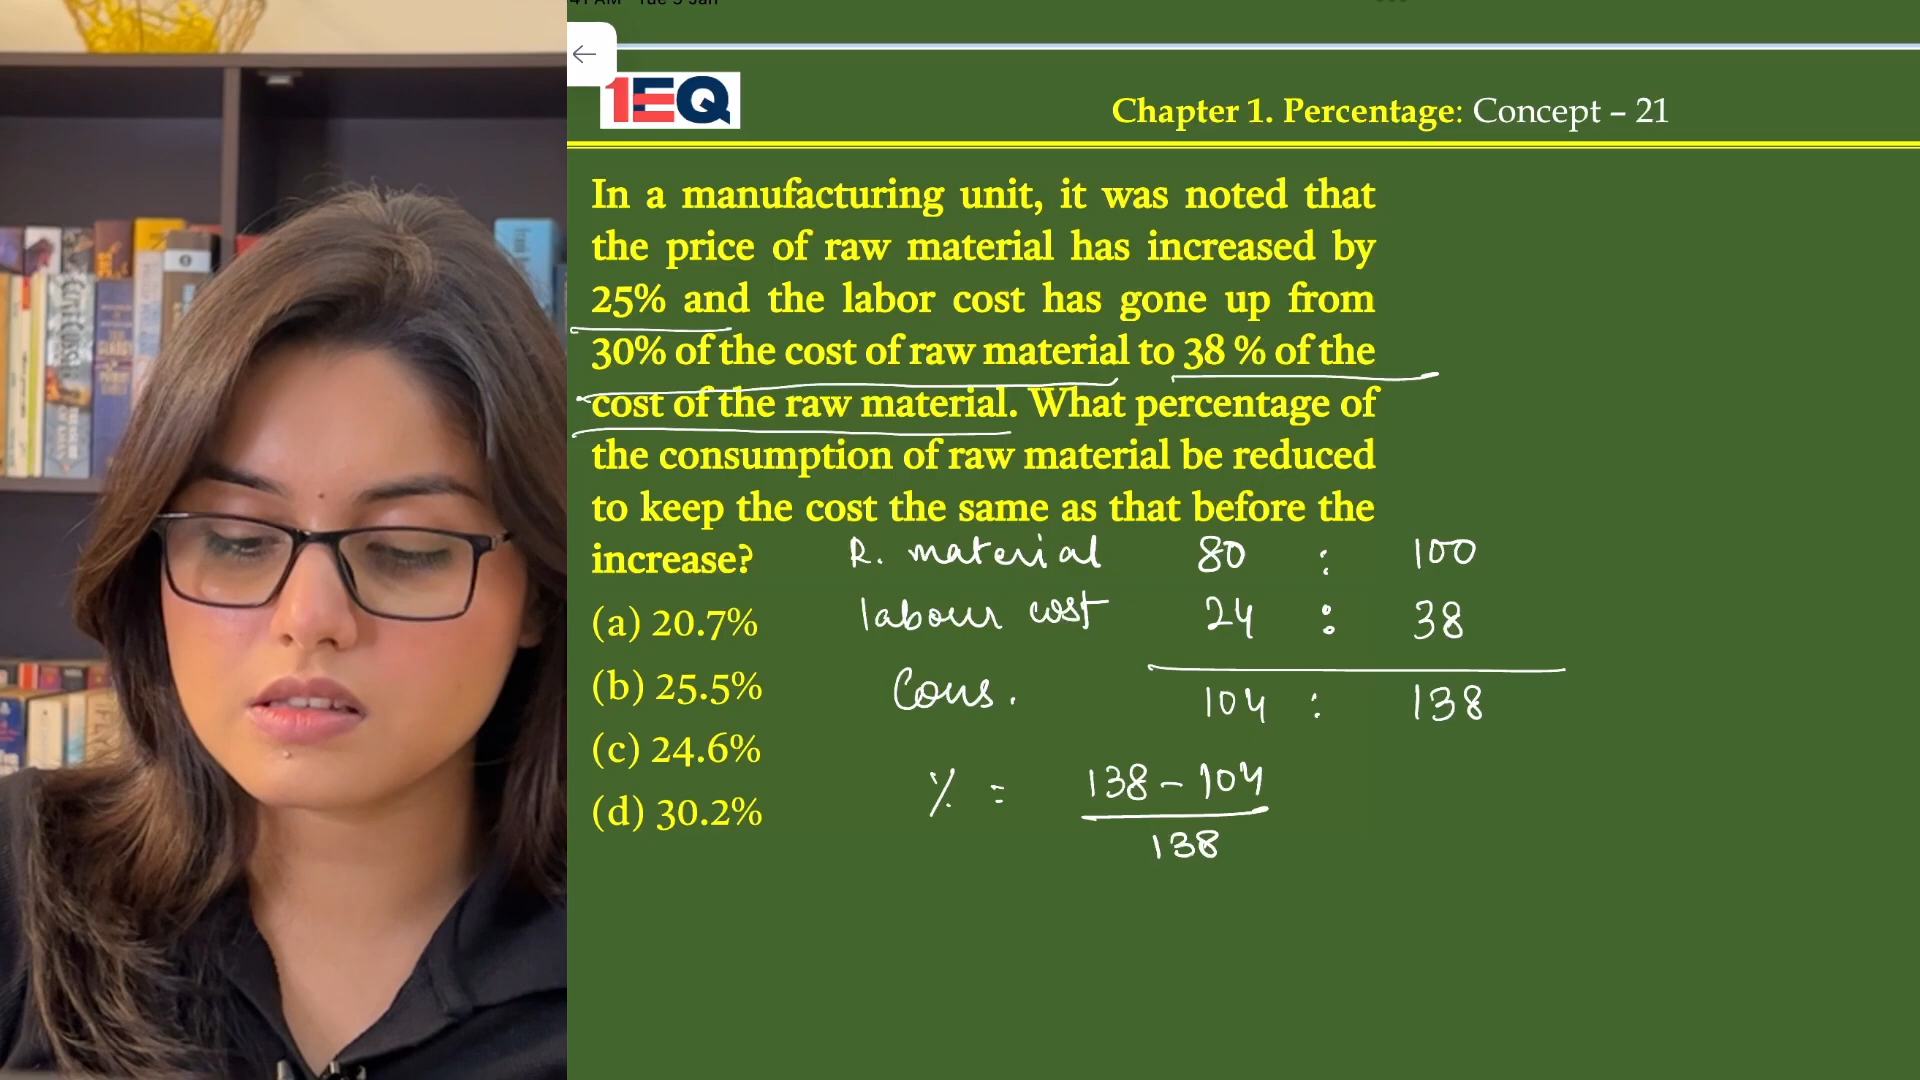 1EQ
Chapter 1. Percentage: Concept – 21
In a manufacturing unit, it was noted that
the price of raw material has increased by
25% and the labor cost has gone up from
30% of the cost of raw material to 38 % of the
cost of the raw material. What percentage of
the consumption of raw material be reduced
to keep the cost the same as that before the
increase?
(a) 20.7%
(b) 25.5%
(c) 24.6%
(d) 30.2%
R. material 80 : 100
labour cost 24 : 38
Cons. 104 : 138
% = 138 – 104
138